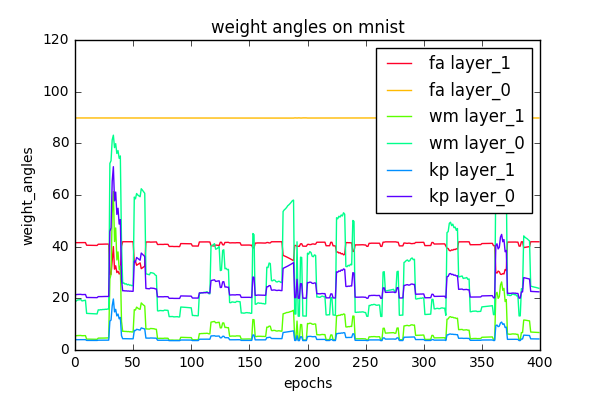 weight angles on mnist
120
100
80
60
40
20
0
weight_angles
fa layer_1
fa layer_0
wm layer_1
wm layer_0
kp layer_1
kp layer_0
0 50 100 150 200 250 300 350 400
epochs